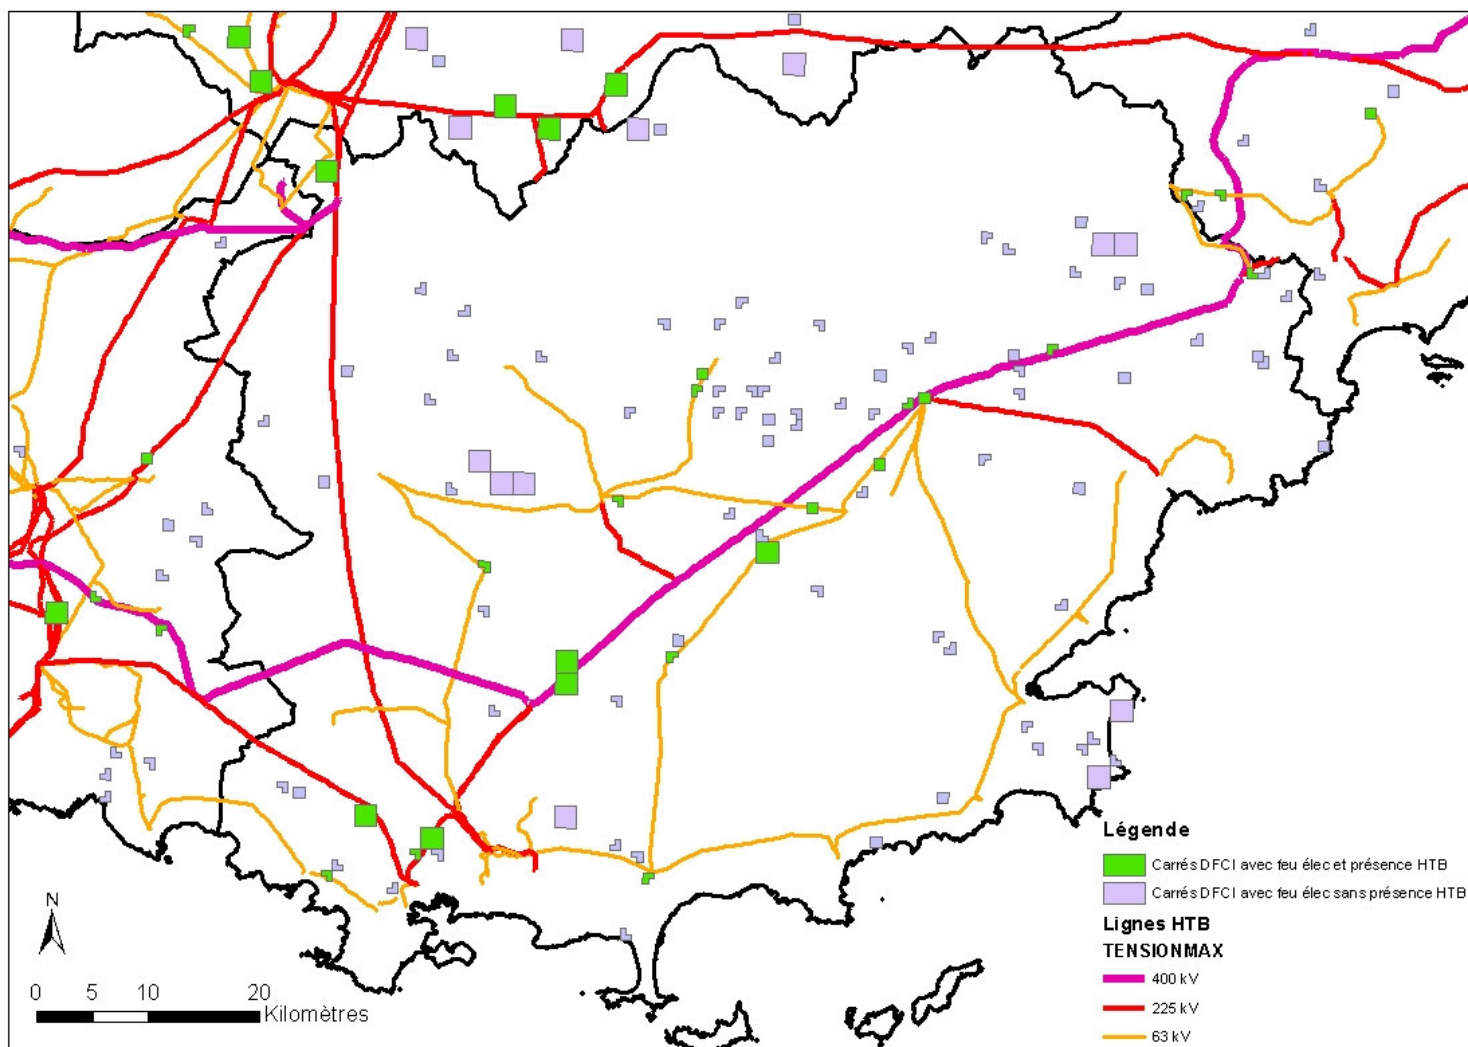 Légende
Carrés DFCI avec feu élec et présence HTB
Carrés DFCI avec feu élec sans présence HTB
Lignes HTB
TENSIONMAX
400 kV
225 kV
63 kV
N
0 5 10 20
Kilomètres